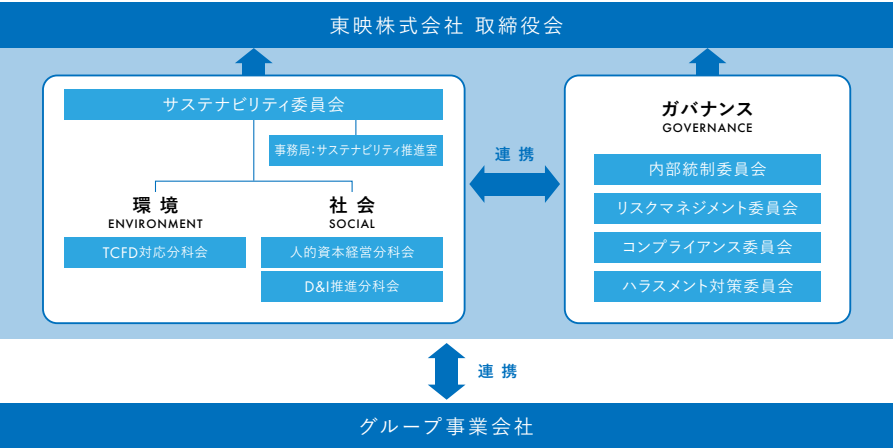 東映株式会社 取締役会
サステナビリティ委員会
事務局:サステナビリティ推進室
環境
ENVIRONMENT
TCFD対応分科会
社会
SOCIAL
人的資本経営分科会
D&I推進分科会
連携
ガバナンス
GOVERNANCE
内部統制委員会
リスクマネジメント委員会
コンプライアンス委員会
ハラスメント対策委員会
連携
グループ事業会社